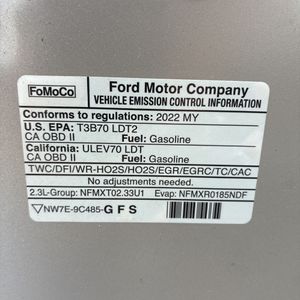 FoMoCo
Ford Motor Company
VEHICLE EMISSION CONTROL INFORMATION
Conforms to regulations: 2022 MY
U.S. EPA: T3B70 LDT2
CA OBD II Fuel: Gasoline
California: ULEV70 LDT
CA OBD II Fuel: Gasoline
TWC/DFI/WR-HO2S/HO2S/EGR/EGRC/TC/CAC
No adjustments needed.
2.3L-Group: NFMXT02.33U1 Evap: NFMXR0185NDF
NW7E-9C485-G F S